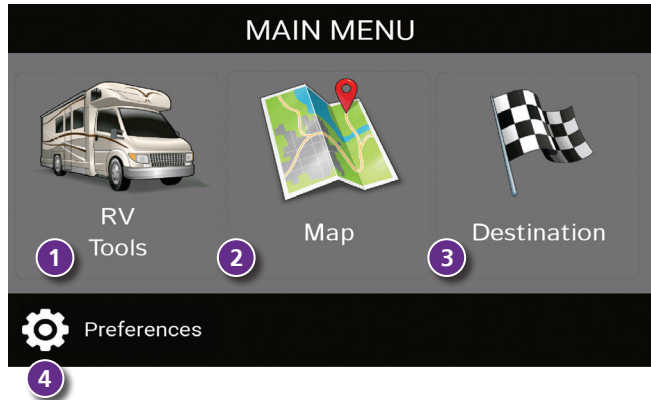 MAIN MENU
RV
Tools
1
Map
2
Destination
3
Preferences
4